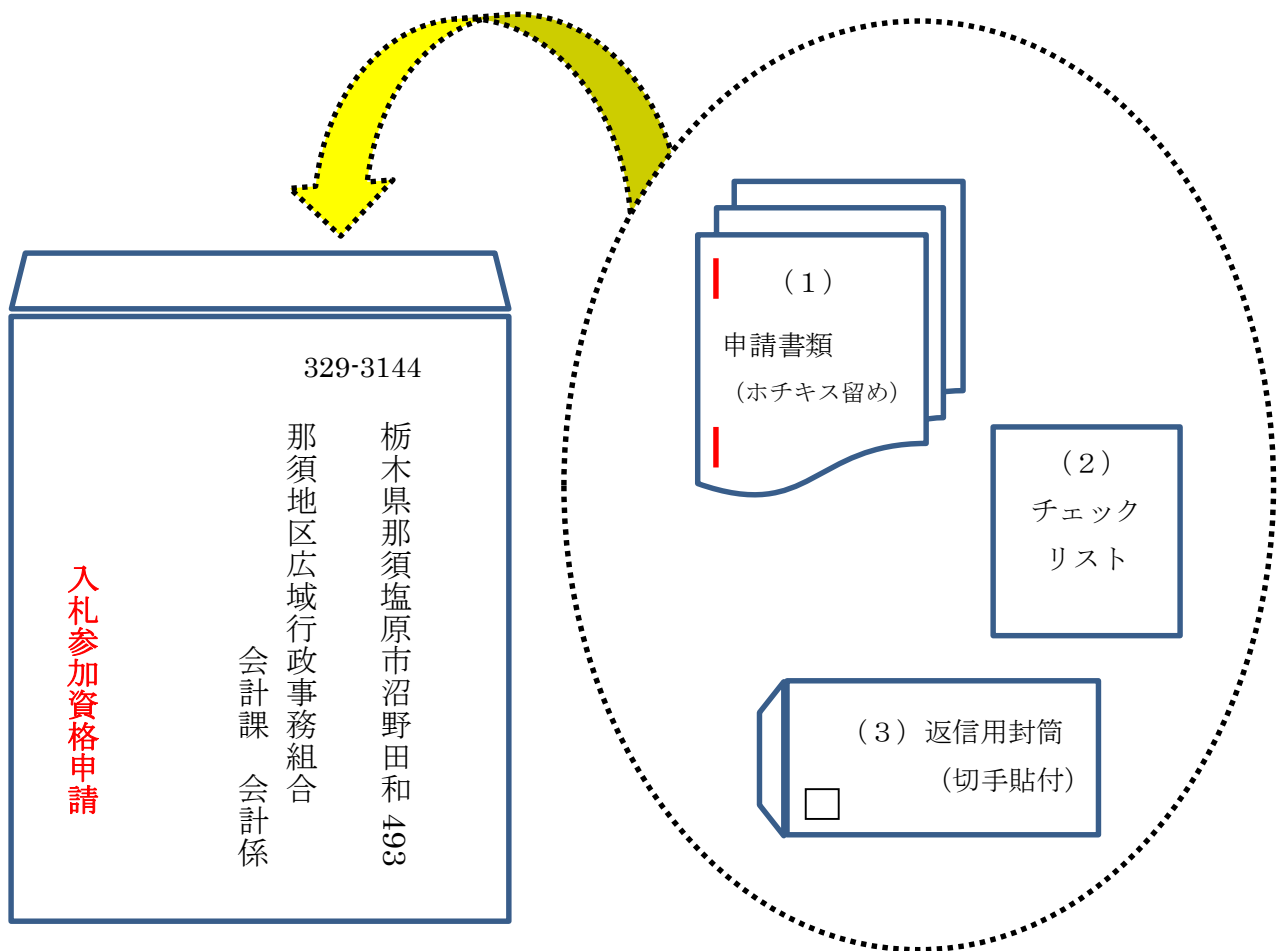 329-3144
栃木県那須塩原市沼野田和 493
那須地区広域行政事務組合
会計課　会計係
入札参加資格申請
（１）
申請書類
（ホチキス留め）
（２）
チェック
リスト
（３）返信用封筒
（切手貼付）